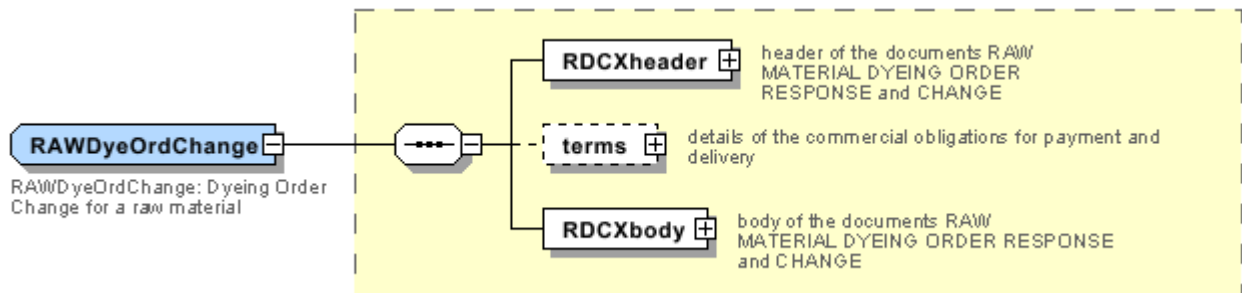 RDCXheader
header of the documents RAW
MATERIAL DYEING ORDER
RESPONSE and CHANGE
RAWDyeOrdChange
RAWDyeOrdChange: Dyeing Order
Change for a raw material
terms
details of the commercial obligations for payment and
delivery
RDCXbody
body of the documents RAW
MATERIAL DYEING ORDER RESPONSE
and CHANGE